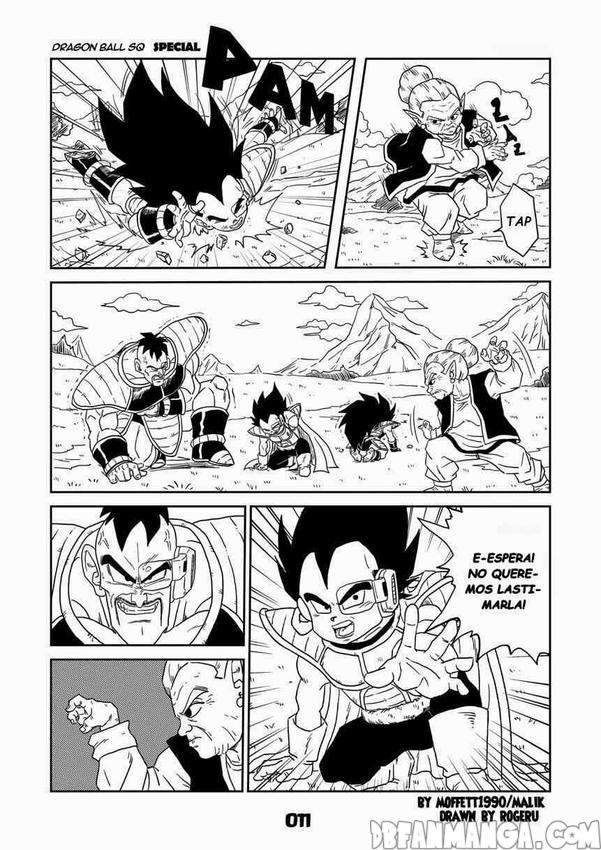 DRAGON BALL SQ SPECIAL
PAM
ZAZ
TAP
E-ESPERA!
NO QUERE-
MOS LASTI-
MARLA!
BY MOFFETT1990/MALIK
DRAWN BY ROGERU
011
DBFANMANGA.COM